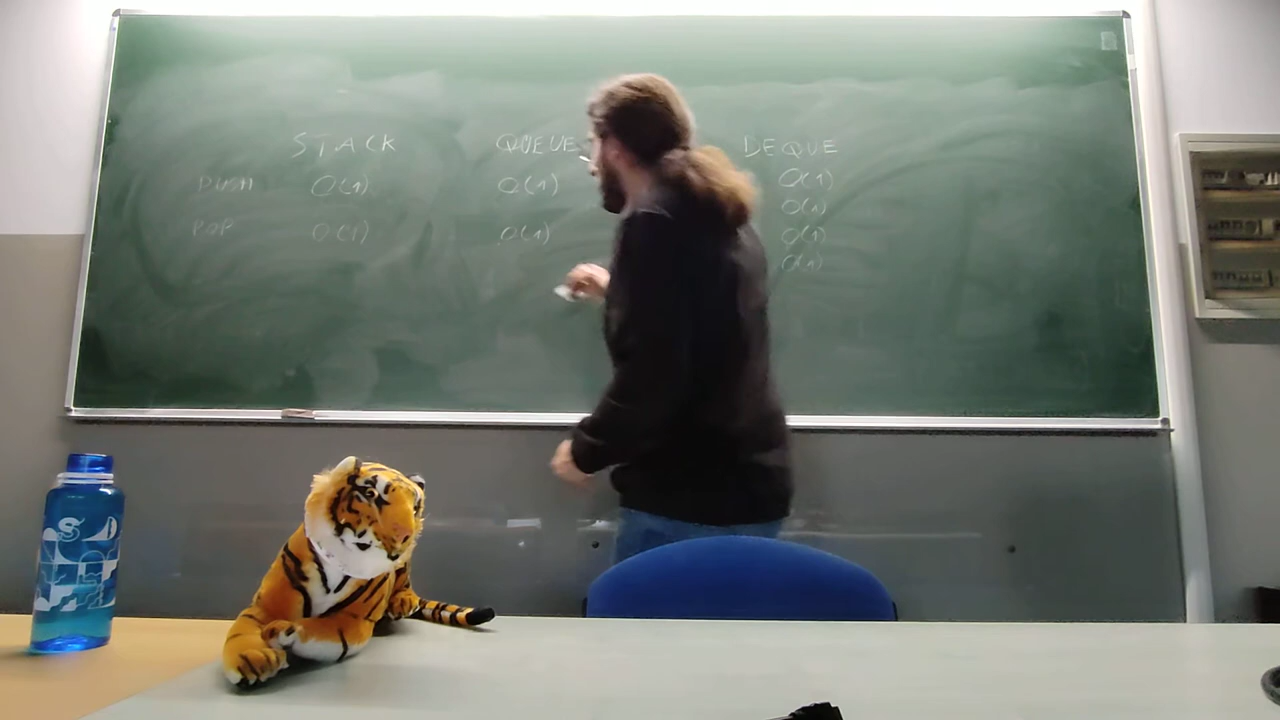 STACK QUEUE DEQUE
PUSH O(1) O(1) O(1)
O(1)
POP O(1) O(1) O(1)
O(1)